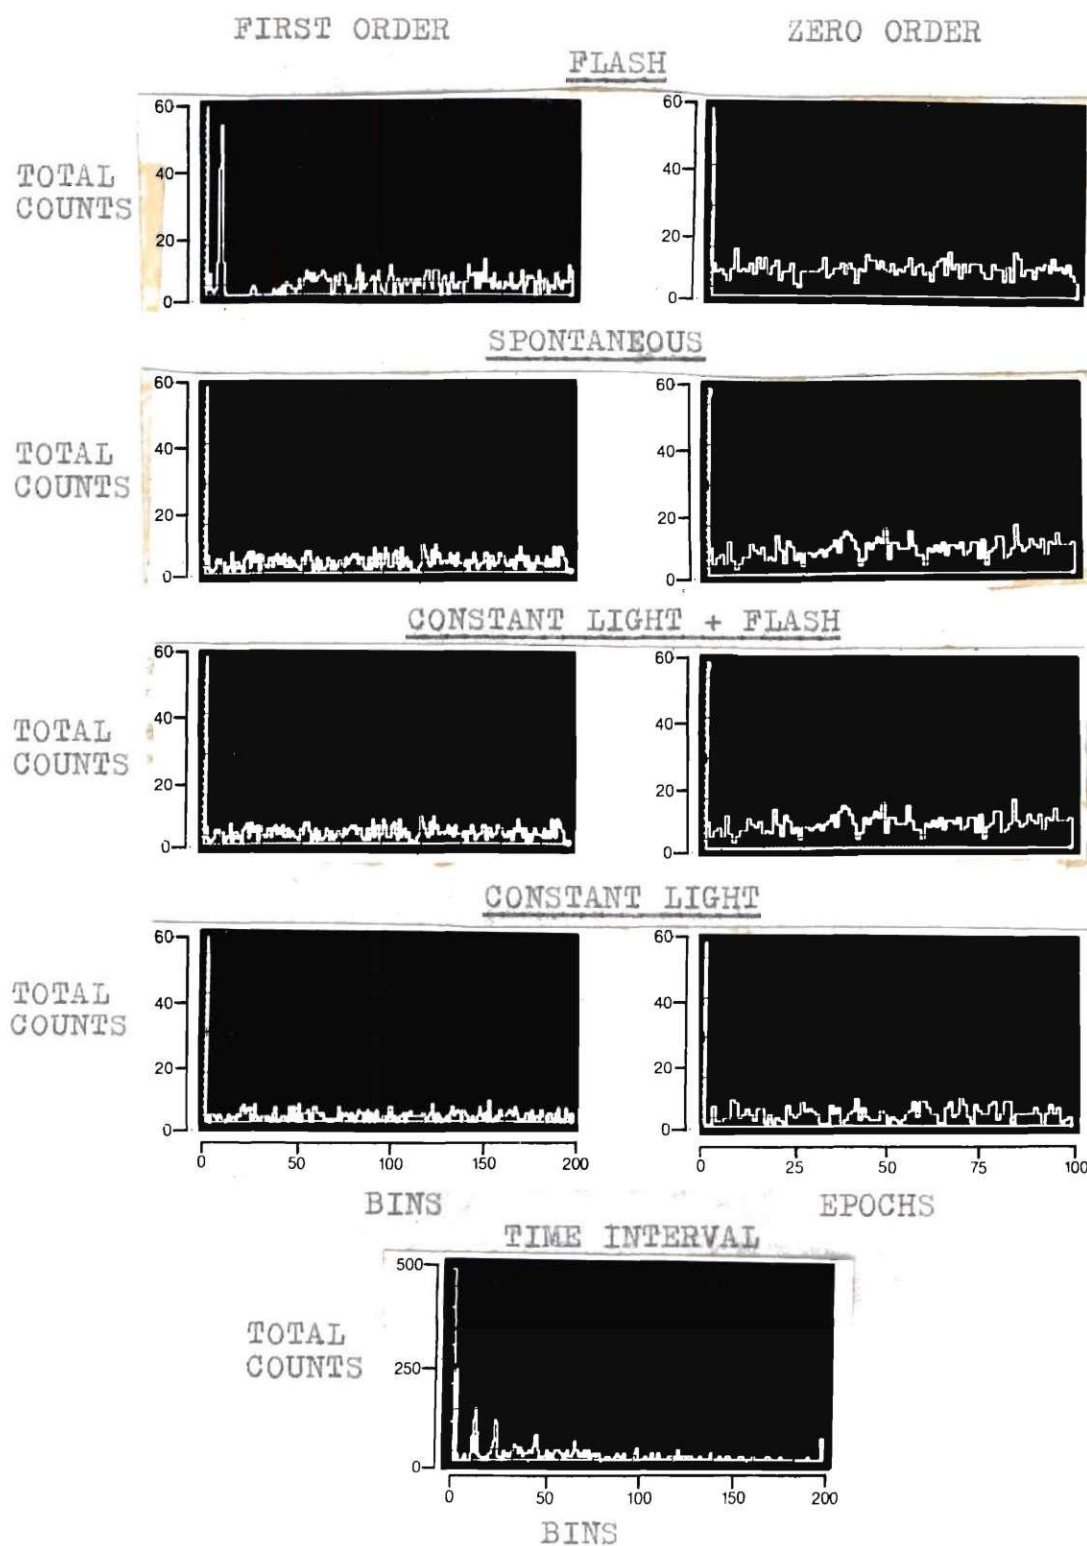 FIRST ORDER ZERO ORDER
FLASH
TOTAL
COUNTS
60
40
20
0
60
40
20
0
SPONTANEOUS
TOTAL
COUNTS
60
40
20
0
60
40
20
0
CONSTANT LIGHT + FLASH
TOTAL
COUNTS
60
40
20
0
60
40
20
0
CONSTANT LIGHT
TOTAL
COUNTS
60
40
20
0
60
40
20
0
0 50 100 150 200
0 25 50 75 100
BINS EPOCHS
TIME INTERVAL
TOTAL
COUNTS
500
250
0
0 50 100 150 200
BINS